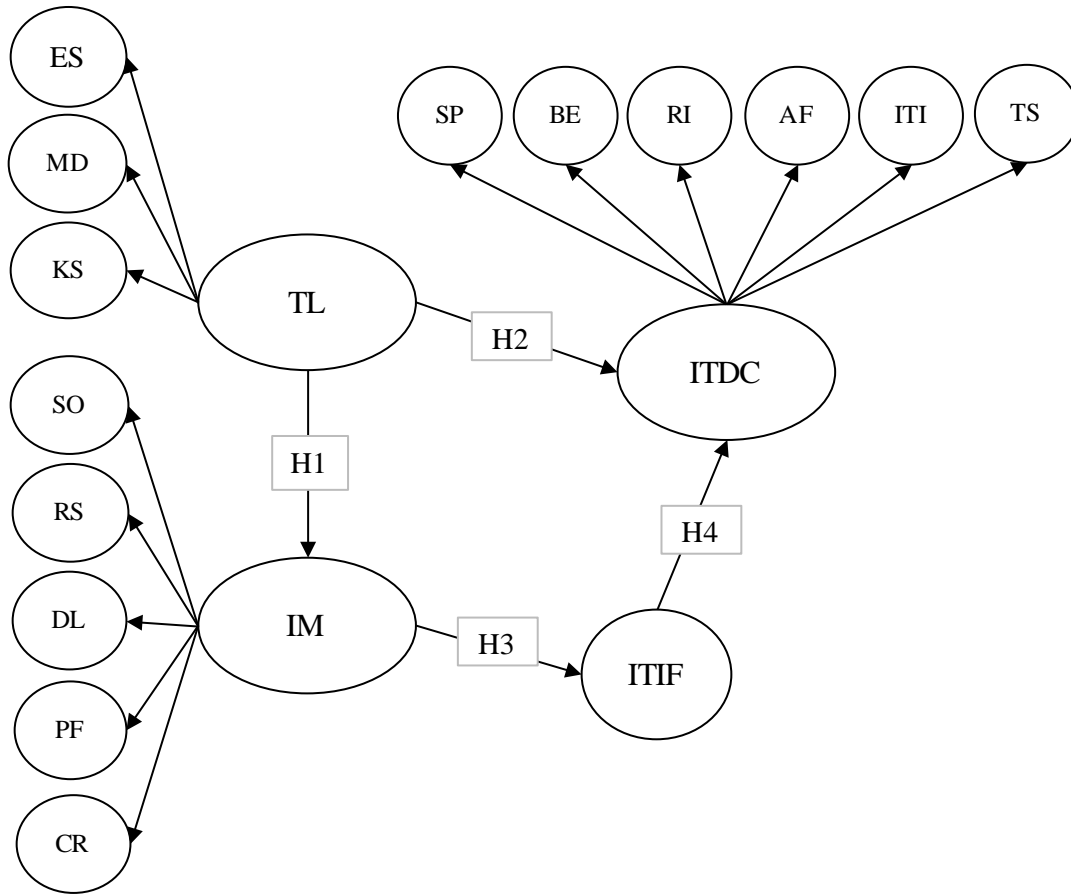 ES
SP
BE
RI
AF
ITI
TS
MD
KS
TL
H2
ITDC
SO
H1
RS
H4
DL
IM
H3
ITIF
PF
CR